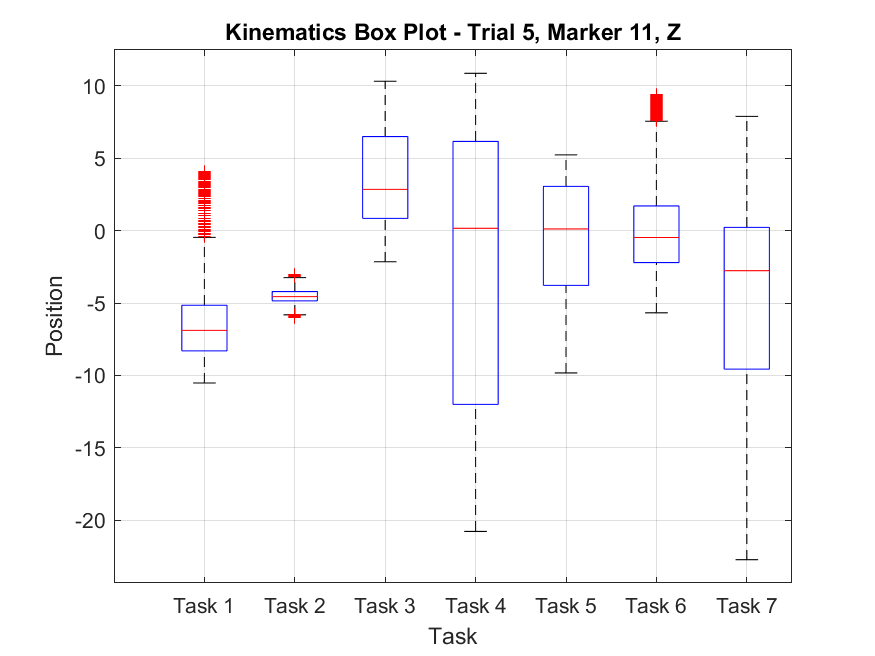 Kinematics Box Plot - Trial 5, Marker 11, Z
10
5
0
-5
-10
-15
-20
Position
Task 1 Task 2 Task 3 Task 4 Task 5 Task 6 Task 7
Task